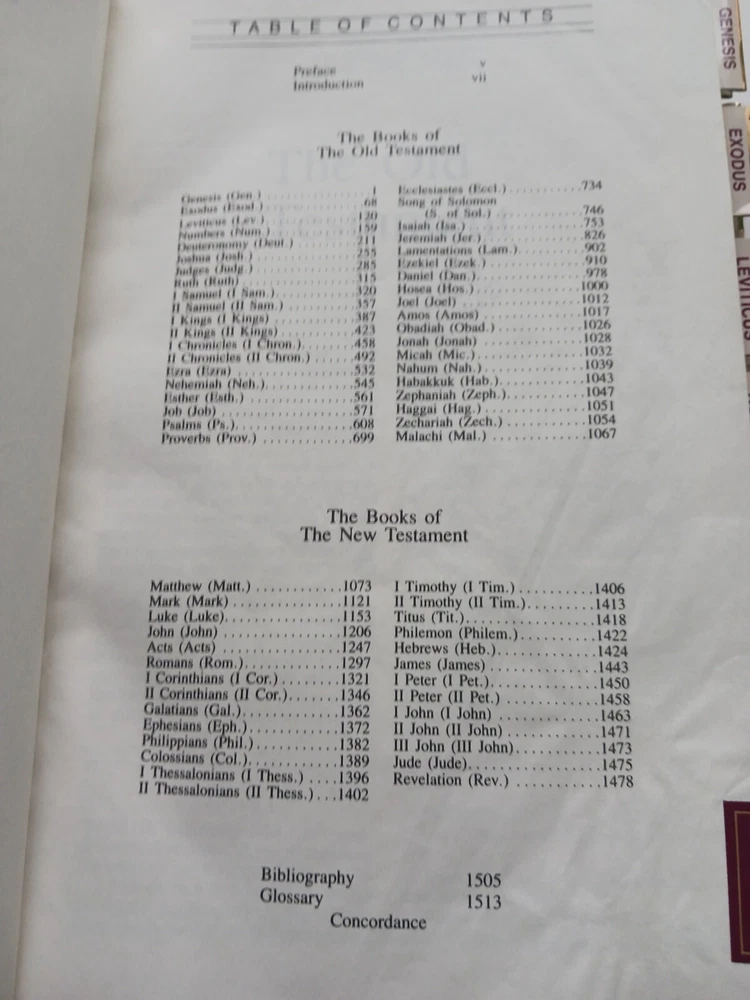 TABLE OF CONTENTS
Preface v
Introduction vii
The Books of
The Old Testament
Genesis (Gen.) ............1
Exodus (Exod.) ............68
Leviticus (Lev.) ............120
Numbers (Num.) ............159
Deuteronomy (Deut.) ............211
Joshua (Josh.) ............255
Judges (Judg.) ............285
Ruth (Ruth) ............315
I Samuel (I Sam.) ............320
II Samuel (II Sam.) ............357
I Kings (I Kings) ............387
II Kings (II Kings) ............423
I Chronicles (I Chron.) ............458
II Chronicles (II Chron.) ............492
Ezra (Ezra) ............532
Nehemiah (Neh.) ............545
Esther (Esth.) ............561
Job (Job) ............571
Psalms (Ps.) ............608
Proverbs (Prov.) ............699
Ecclesiastes (Eccl.) ............734
Song of Solomon
(S. of Sol.) ............746
Isaiah (Isa.) ............753
Jeremiah (Jer.) ............826
Lamentations (Lam.) ............902
Ezekiel (Ezek.) ............910
Daniel (Dan.) ............978
Hosea (Hos.) ............1000
Joel (Joel) ............1012
Amos (Amos) ............1017
Obadiah (Obad.) ............1026
Jonah (Jonah) ............1028
Micah (Mic.) ............1032
Nahum (Nah.) ............1039
Habakkuk (Hab.) ............1043
Zephaniah (Zeph.) ............1047
Haggai (Hag.) ............1051
Zechariah (Zech.) ............1054
Malachi (Mal.) ............1067
The Books of
The New Testament
Matthew (Matt.) ............1073
Mark (Mark) ............1121
Luke (Luke) ............1153
John (John) ............1206
Acts (Acts) ............1247
Romans (Rom.) ............1297
I Corinthians (I Cor.) ............1321
II Corinthians (II Cor.) ............1346
Galatians (Gal.) ............1362
Ephesians (Eph.) ............1372
Philippians (Phil.) ............1382
Colossians (Col.) ............1389
I Thessalonians (I Thess.) ....1396
II Thessalonians (II Thess.) ...1402
I Timothy (I Tim.) ..........1406
II Timothy (II Tim.) ..........1413
Titus (Tit.) ............1418
Philemon (Philem.) ............1422
Hebrews (Heb.) ............1424
James (James) ............1443
I Peter (I Pet.) ............1450
II Peter (II Pet.) ............1458
I John (I John) ............1463
II John (II John) ............1471
III John (III John) ............1473
Jude (Jude) ............1475
Revelation (Rev.) ............1478
Bibliography 1505
Glossary 1513
Concordance
GENESIS
EXODUS
LEVITICUS